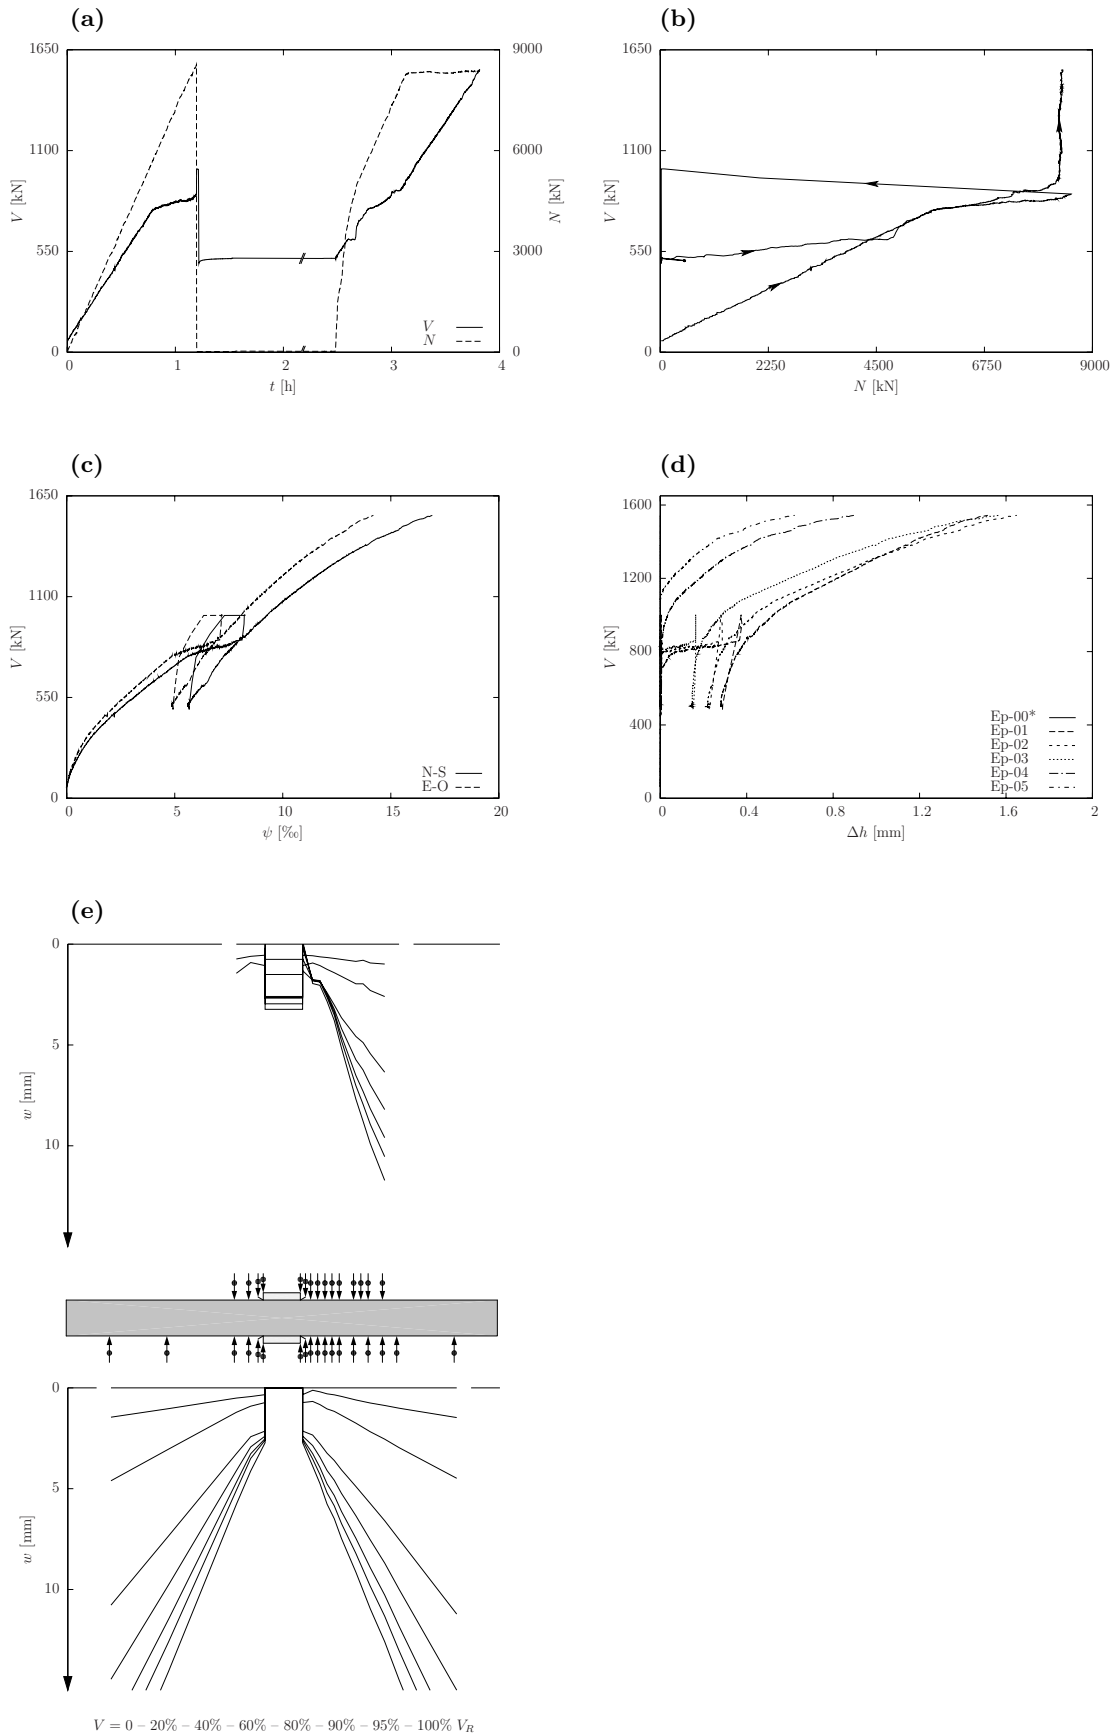 (a)
1650
1100
550
0
V [kN]
9000
6000
3000
0
N [kN]
V
N
0 1 2 3 4
t [h]
(b)
1650
1100
550
0
V [kN]
0 2250 4500 6750 9000
N [kN]
(c)
1650
1100
550
0
V [kN]
N-S
E-O
0 5 10 15 20
ψ [‰]
(d)
1600
1200
800
400
0
V [kN]
Ep-00*
Ep-01
Ep-02
Ep-03
Ep-04
Ep-05
0 0.4 0.8 1.2 1.6 2
Δh [mm]
(e)
0
5
10
w [mm]
0
5
10
w [mm]
V = 0 – 20% – 40% – 60% – 80% – 90% – 95% – 100% V_R